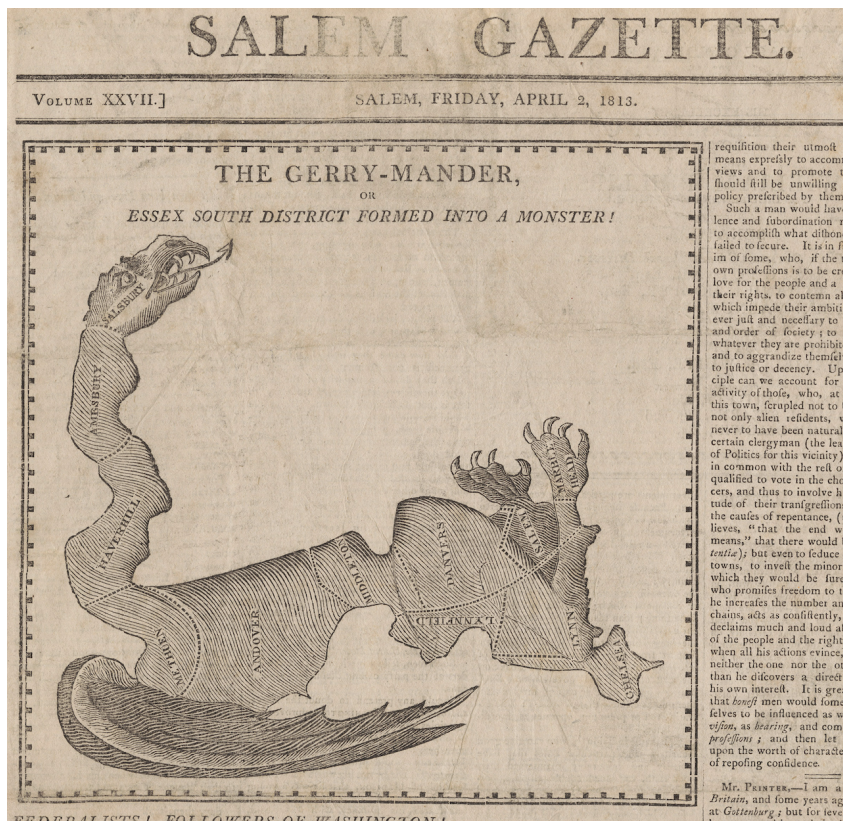 SALEM GAZETTE.
VOLUME XXVII.]
SALEM, FRIDAY, APRIL 2, 1813.
THE GERRY-MANDER,
OR
ESSEX SOUTH DISTRICT FORMED INTO A MONSTER!
SALSBURY
AMESBURY
HAVERHILL
METHUEN
ANDOVER
MIDDLETON
DANVERS
LYNNFIELD
SALEM
MARBLE
HEAD
LYNN
CHELSEA
FEDERALISTS! FOLLOWERS OF WASHINGTON!
requiſition their utmoſt
means expreſsly to accom
views and to promote t
ſhould ſtill be unwilling
policy preſcribed by them
Such a man would hav
lence and ſubordination
to accompliſh what diſhon
failed to ſecure. It is in
im of ſome, who, if the
own profeſſions is to be cr
love for the people and a
their rights, to contemn a
which impede their ambiti
ever juſt and neceſſary to
and order of ſociety; to
whatever they are prohibit
and to aggrandize themſel
to juſtice or decency. Up
ciple can we account for
activity of thoſe, who, at
this town, ſcrupled not to
not only alien reſidents,
never to have been natural
certain clergyman (the lea
of Politics for this vicinity)
in common with the reſt o
qualified to vote in the cho
cers, and thus to involve h
tude of their tranſgreſſion
the cauſes of repentance, (
lieves, "that the end
means," that there would
tentiæ); but even to ſeduce
towns, to inveſt the minor
which they would be ſure
who promiſes freedom to t
he increaſes the number an
chains, acts as conſiſtently,
declaims much and loud a
of the people and the right
when all his actions evince,
neither the one nor the o
than he diſcovers a direct
his own intereſt. It is gre
that honeſt men would ſome
ſelves to be influenced as w
viſion, as hearing, and com
profeſſions; and then let
upon the worth of characte
of repoſing confidence.
Mr. PRINTER,—I am a
Britain, and ſome years ag
at Gottenburg; but for ſeve